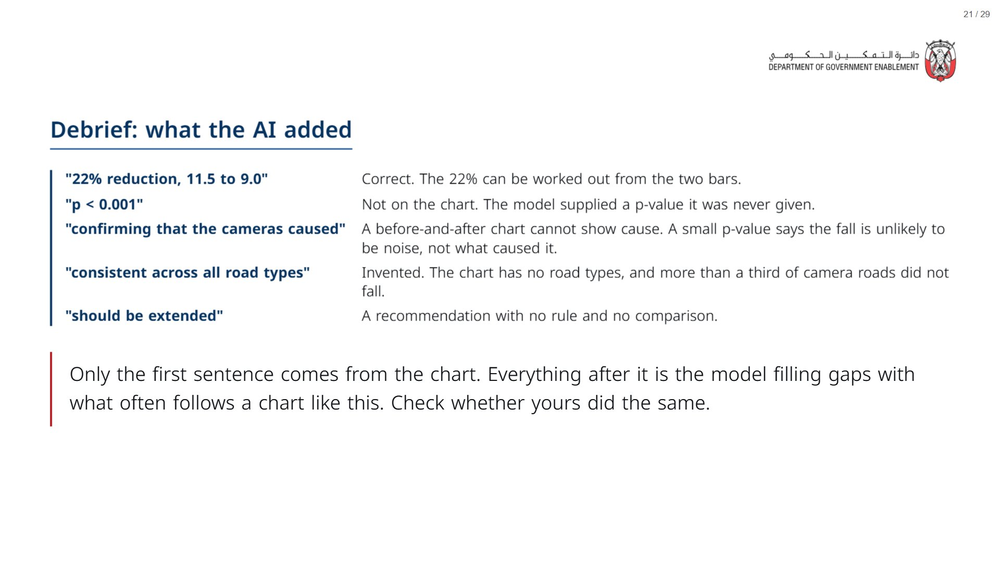 21 / 29
دائرة التمكين الحكومي
DEPARTMENT OF GOVERNMENT ENABLEMENT
Debrief: what the AI added
"22% reduction, 11.5 to 9.0" Correct. The 22% can be worked out from the two bars.
"p < 0.001" Not on the chart. The model supplied a p-value it was never given.
"confirming that the cameras caused" A before-and-after chart cannot show cause. A small p-value says the fall is unlikely to
be noise, not what caused it.
"consistent across all road types" Invented. The chart has no road types, and more than a third of camera roads did not
fall.
"should be extended" A recommendation with no rule and no comparison.
Only the first sentence comes from the chart. Everything after it is the model filling gaps with
what often follows a chart like this. Check whether yours did the same.